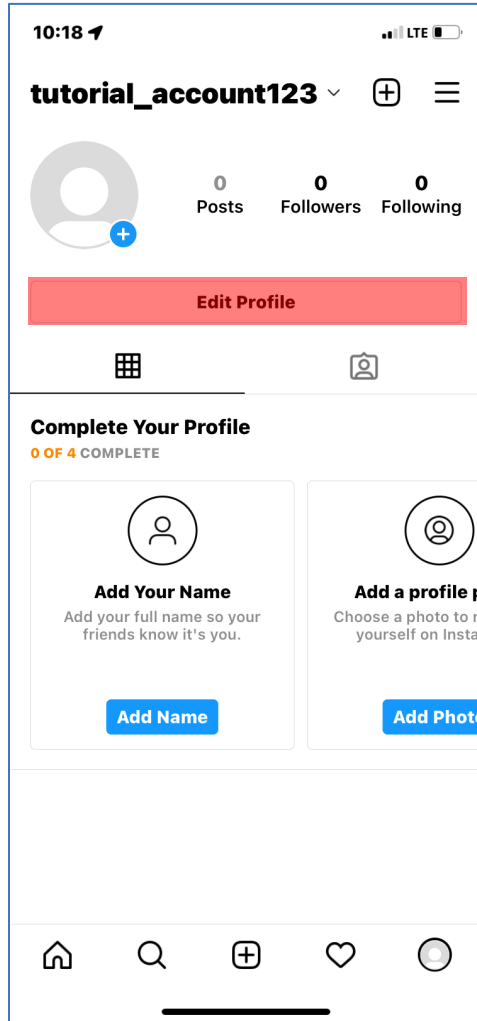 10:18 LTE
tutorial_account123
0 0 0
Posts Followers Following
Edit Profile
Complete Your Profile
0 OF 4 COMPLETE
Add Your Name Add a profile p
Add your full name so your Choose a photo to
friends know it's you. yourself on Insta
Add Name Add Phot